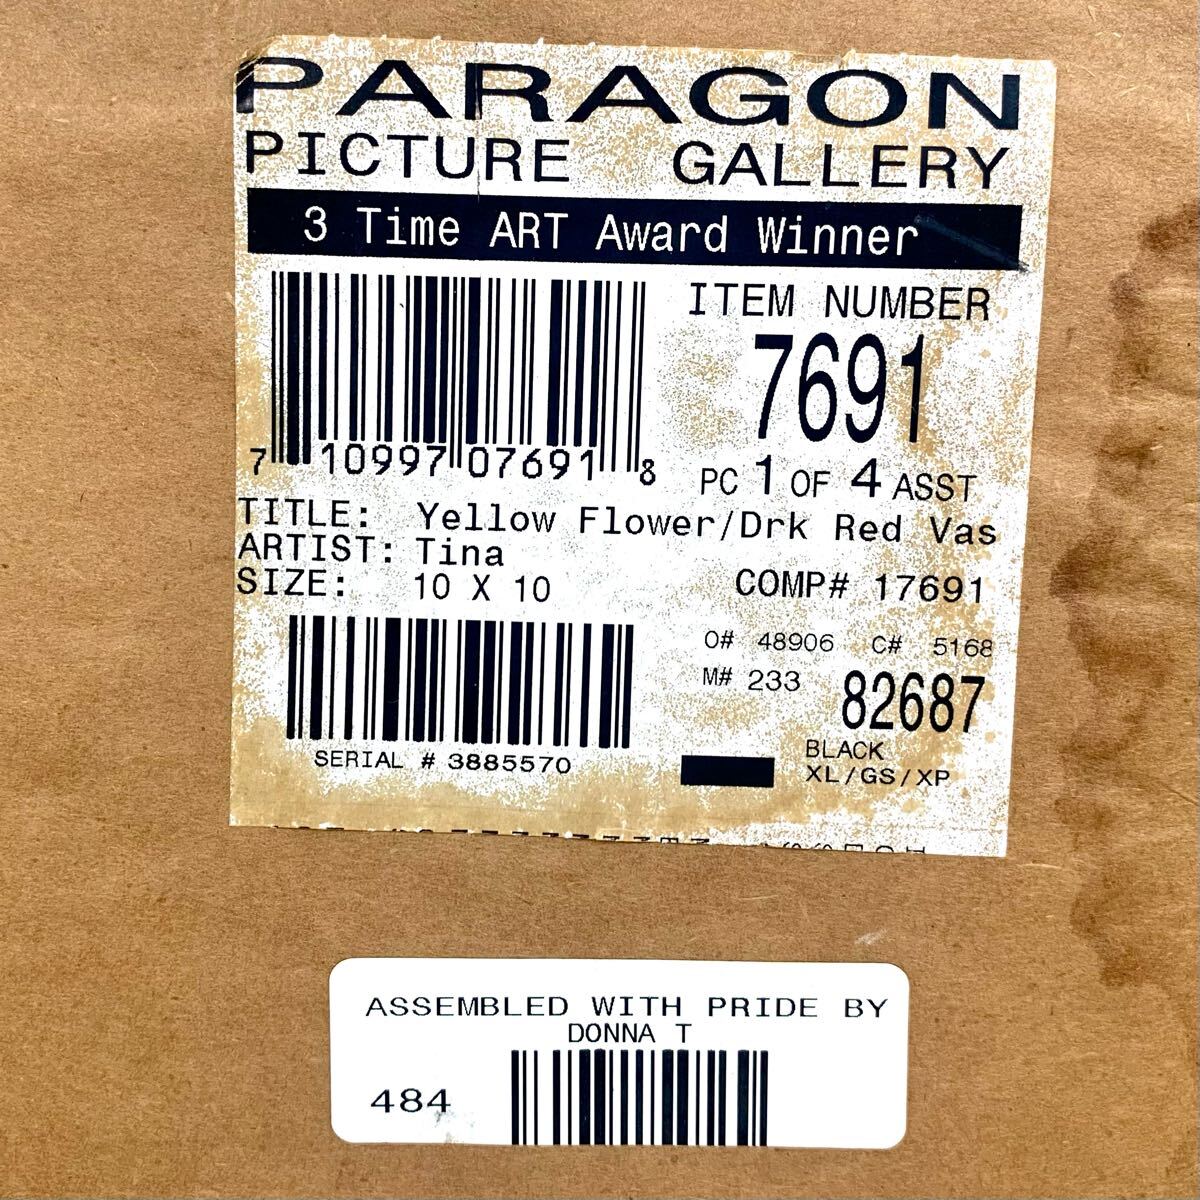 PARAGON
PICTURE GALLERY
3 Time ART Award Winner
ITEM NUMBER
7691
7 10997 07691 8
PC 1 OF 4 ASST
TITLE: Yellow Flower/Drk Red Vas
ARTIST: Tina
SIZE: 10 X 10
COMP# 17691
O# 48906 C# 5168
M# 233 82687
BLACK
XL/GS/XP
SERIAL # 3885570
ASSEMBLED WITH PRIDE BY
DONNA T
484